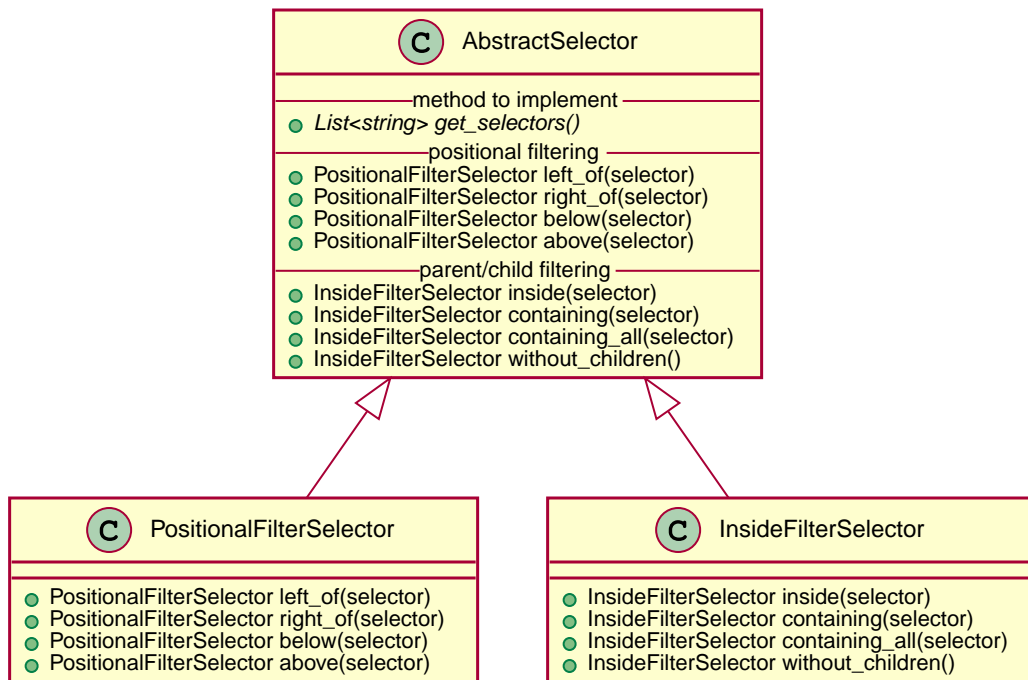 C AbstractSelector
method to implement
List<string> get_selectors()
positional filtering
PositionalFilterSelector left_of(selector)
PositionalFilterSelector right_of(selector)
PositionalFilterSelector below(selector)
PositionalFilterSelector above(selector)
parent/child filtering
InsideFilterSelector inside(selector)
InsideFilterSelector containing(selector)
InsideFilterSelector containing_all(selector)
InsideFilterSelector without_children()
C PositionalFilterSelector
PositionalFilterSelector left_of(selector)
PositionalFilterSelector right_of(selector)
PositionalFilterSelector below(selector)
PositionalFilterSelector above(selector)
C InsideFilterSelector
InsideFilterSelector inside(selector)
InsideFilterSelector containing(selector)
InsideFilterSelector containing_all(selector)
InsideFilterSelector without_children()